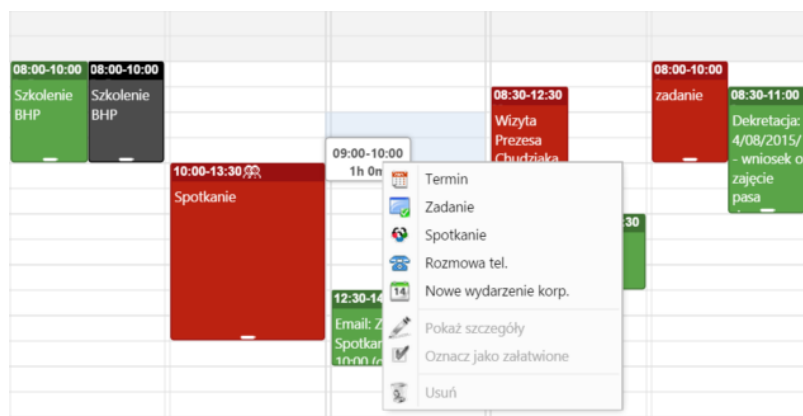 08:00-10:00
Szkolenie
BHP
08:00-10:00
Szkolenie
BHP
10:00-13:30
Spotkanie
09:00-10:00
1h 0m
12:30-14
Email: Z
Spotkan
10:00 (c
08:30-12:30
Wizyta
Prezesa
Chudziaka
:30
08:00-10:00
zadanie
08:30-11:00
Dekretacja:
4/08/2015/
- wniosek o
zajęcie
pasa
Termin
Zadanie
Spotkanie
Rozmowa tel.
14 Nowe wydarzenie korp.
Pokaż szczegóły
Oznacz jako załatwione
Usuń